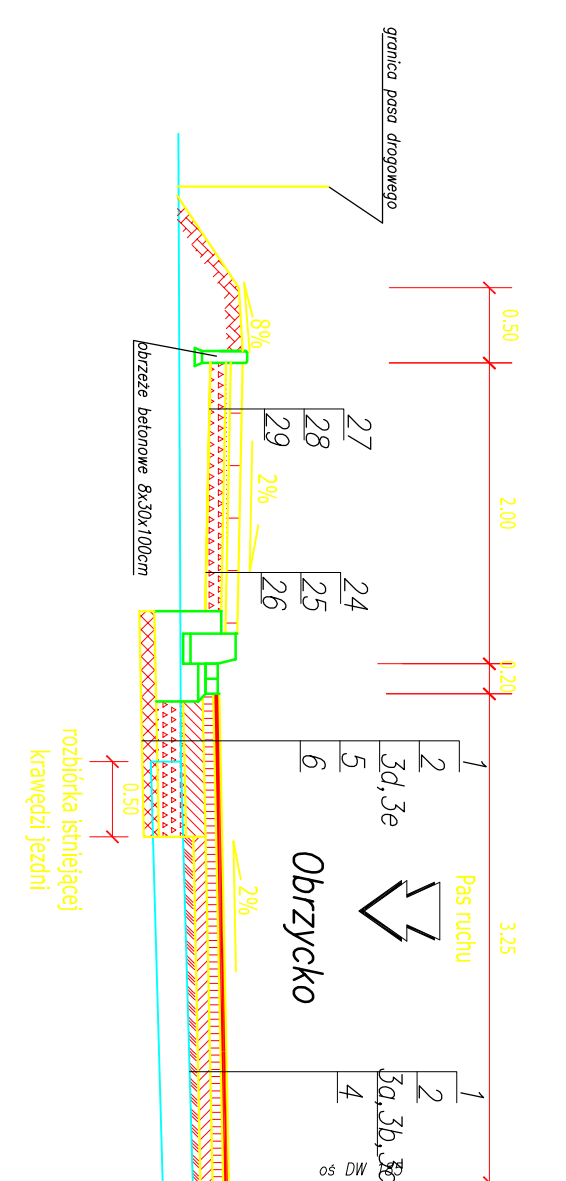 granica pasa drogowego
0.50
8%
obrzeże betonowe 8x30x100cm
27
28
29
2%
2.00
24
25
26
0.20
1
2
3d,3e
5
6
rozbiórka istniejącej
krawędzi jezdni
0.50
Pas ruchu
3.25
Obrzycko
2%
1
2
3a,3b,3c
4
oś DW 185